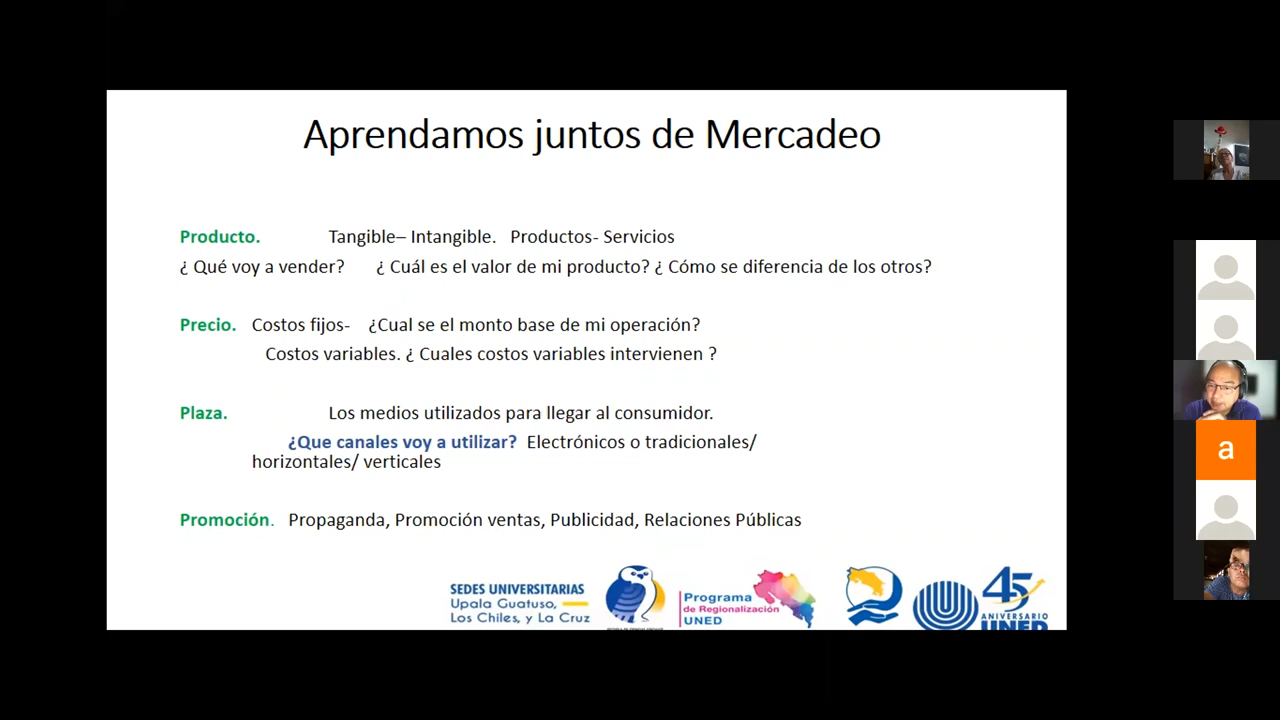 Aprendamos juntos de Mercadeo
Producto. Tangible– Intangible. Productos- Servicios
¿ Qué voy a vender? ¿ Cuál es el valor de mi producto? ¿ Cómo se diferencia de los otros?
Precio. Costos fijos- ¿Cual se el monto base de mi operación?
Costos variables. ¿ Cuales costos variables intervienen ?
Plaza. Los medios utilizados para llegar al consumidor.
¿Que canales voy a utilizar? Electrónicos o tradicionales/
horizontales/ verticales
Promoción. Propaganda, Promoción ventas, Publicidad, Relaciones Públicas
SEDES UNIVERSITARIAS
Upala Guatuso,
Los Chiles, y La Cruz
Programa
de Regionalización
UNED
45
ANIVERSARIO
UNED
a